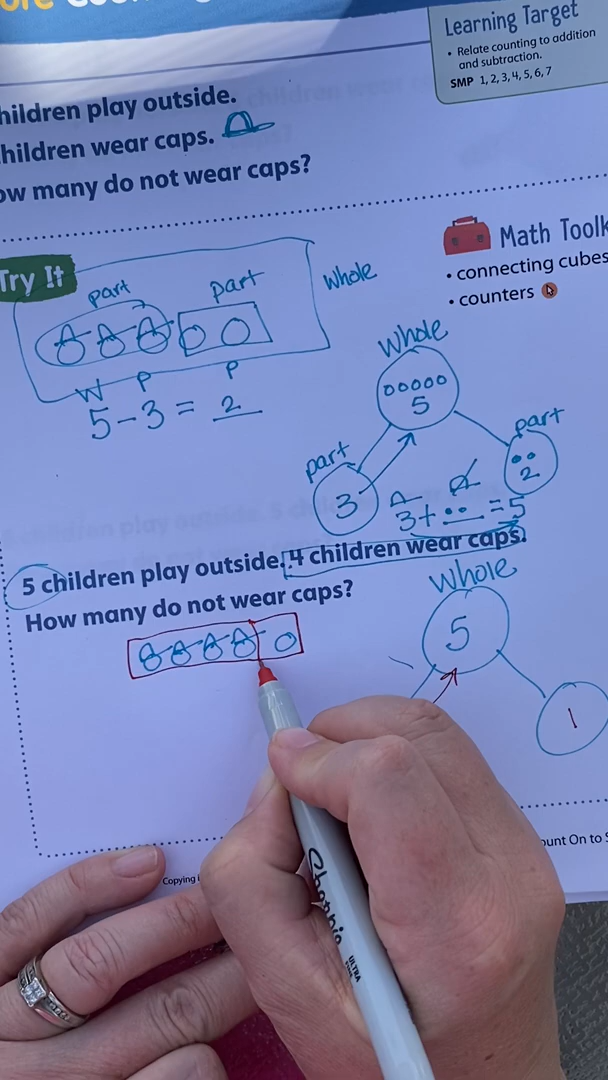 Learning Target
• Relate counting to addition
and subtraction.
SMP 1, 2, 3, 4, 5, 6, 7
hildren play outside.
hildren wear caps.
ow many do not wear caps?
Try It
part part whole
W P P
5 - 3 = 2
Math Toolk
• connecting cubes
• counters
Whole
5
part part
3 2
3 + = 5
5 children play outside. 4 children wear caps.
How many do not wear caps?
Whole
5
1
ount On to S
Copying i
Sharpie
ULTRA